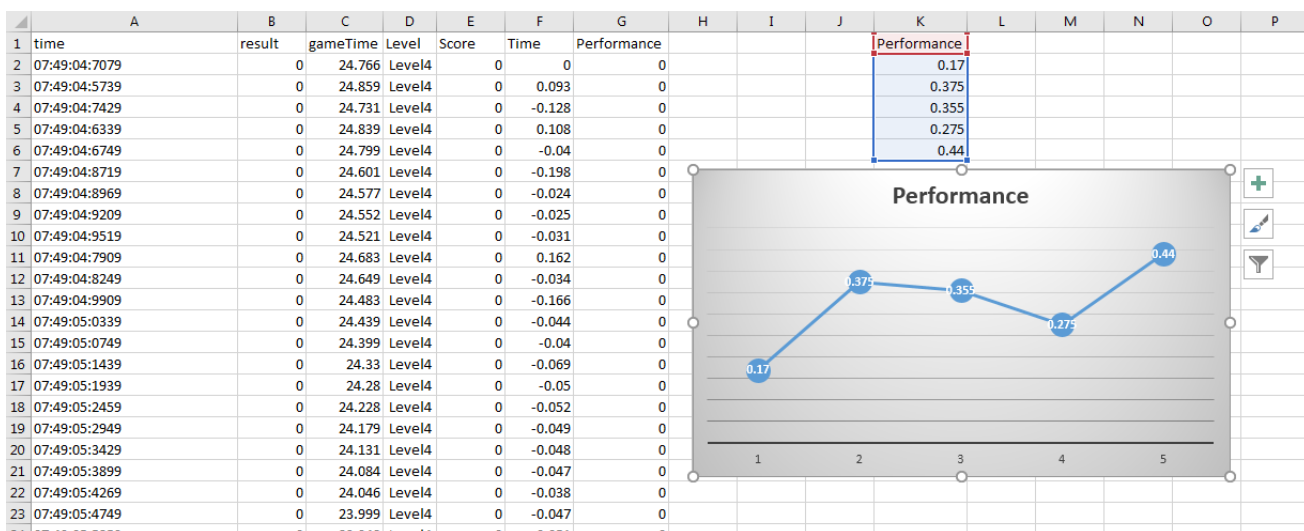 A B C D E F G H I J K L M N O P
1 time result gameTime Level Score Time Performance Performance
2 07:49:04:7079 0 24.766 Level4 0 0 0 0.17
3 07:49:04:5739 0 24.859 Level4 0 0.093 0 0.375
4 07:49:04:7429 0 24.731 Level4 0 -0.128 0 0.355
5 07:49:04:6339 0 24.839 Level4 0 0.108 0 0.275
6 07:49:04:6749 0 24.799 Level4 0 -0.04 0 0.44
7 07:49:04:8719 0 24.601 Level4 0 -0.198 0
8 07:49:04:8969 0 24.577 Level4 0 -0.024 0
9 07:49:04:9209 0 24.552 Level4 0 -0.025 0
10 07:49:04:9519 0 24.521 Level4 0 -0.031 0
11 07:49:04:7909 0 24.683 Level4 0 0.162 0
12 07:49:04:8249 0 24.649 Level4 0 -0.034 0
13 07:49:04:9909 0 24.483 Level4 0 -0.166 0
14 07:49:05:0339 0 24.439 Level4 0 -0.044 0
15 07:49:05:0749 0 24.399 Level4 0 -0.04 0
16 07:49:05:1439 0 24.33 Level4 0 -0.069 0
17 07:49:05:1939 0 24.28 Level4 0 -0.05 0
18 07:49:05:2459 0 24.228 Level4 0 -0.052 0
19 07:49:05:2949 0 24.179 Level4 0 -0.049 0
20 07:49:05:3429 0 24.131 Level4 0 -0.048 0
21 07:49:05:3899 0 24.084 Level4 0 -0.047 0
22 07:49:05:4269 0 24.046 Level4 0 -0.038 0
23 07:49:05:4749 0 23.999 Level4 0 -0.047 0
Performance
0.17 0.375 0.355 0.275 0.44
1 2 3 4 5